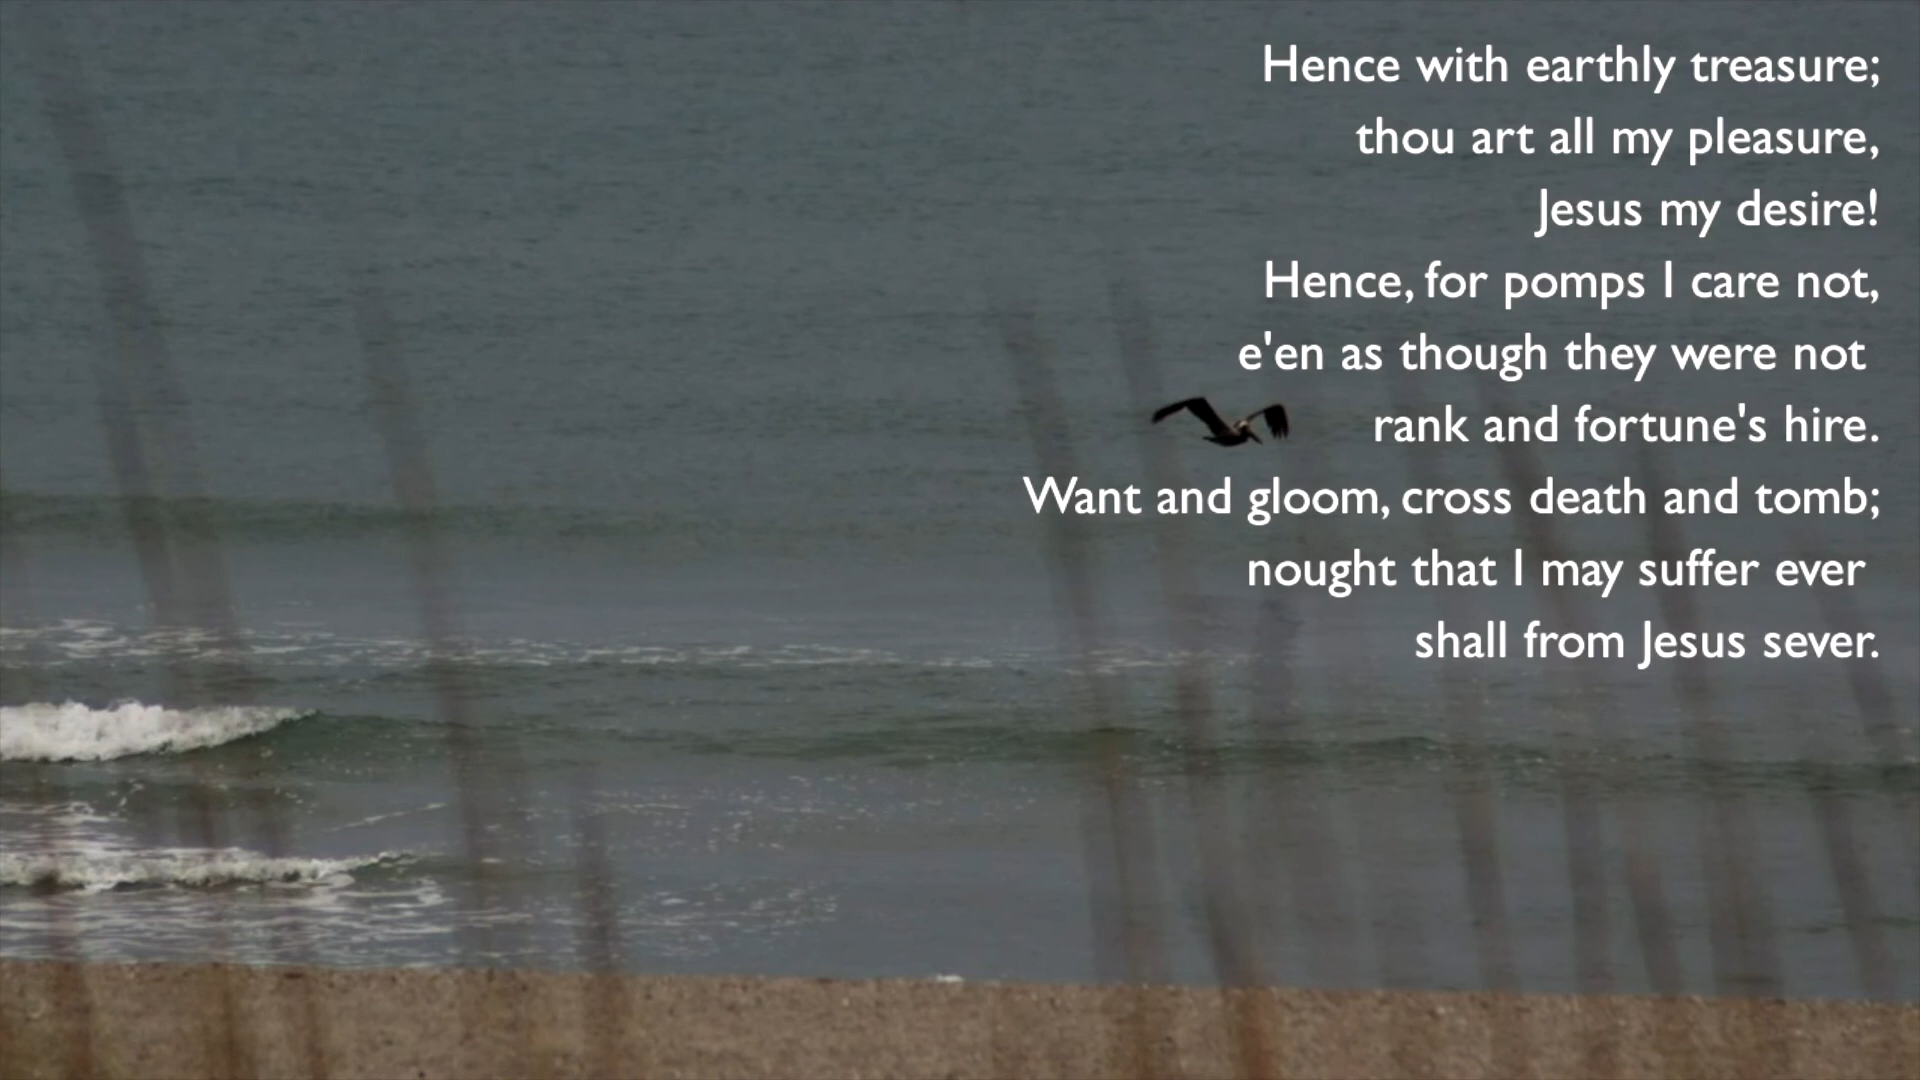 Hence with earthly treasure;
thou art all my pleasure,
Jesus my desire!
Hence, for pomps I care not,
e'en as though they were not
rank and fortune's hire.
Want and gloom, cross death and tomb;
nought that I may suffer ever
shall from Jesus sever.